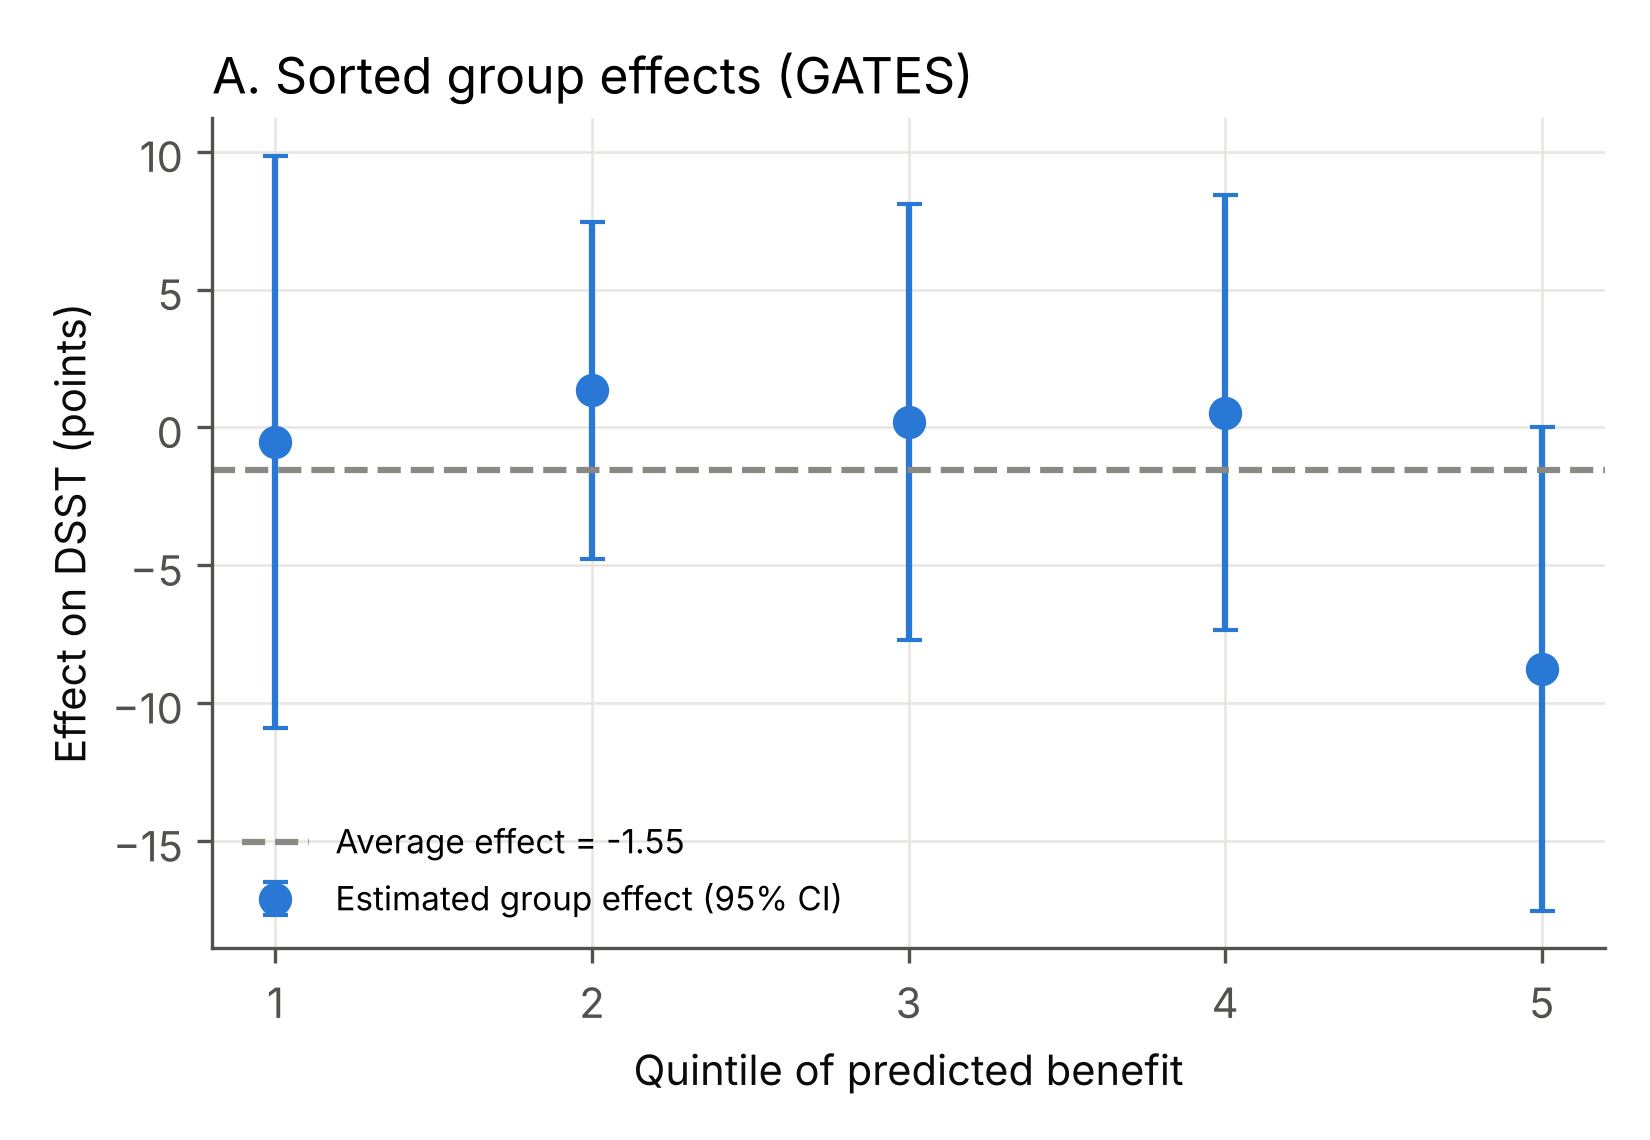 A. Sorted group effects (GATES)
10
5
0
−5
−10
−15
Effect on DSST (points)
Average effect = -1.55
Estimated group effect (95% CI)
1 2 3 4 5
Quintile of predicted benefit